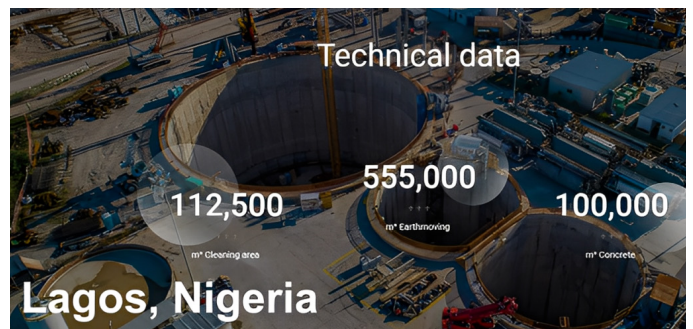 Technical data
555,000
m³ Earthmoving
112,500
m² Cleaning area
100,000
m³ Concrete
Lagos, Nigeria